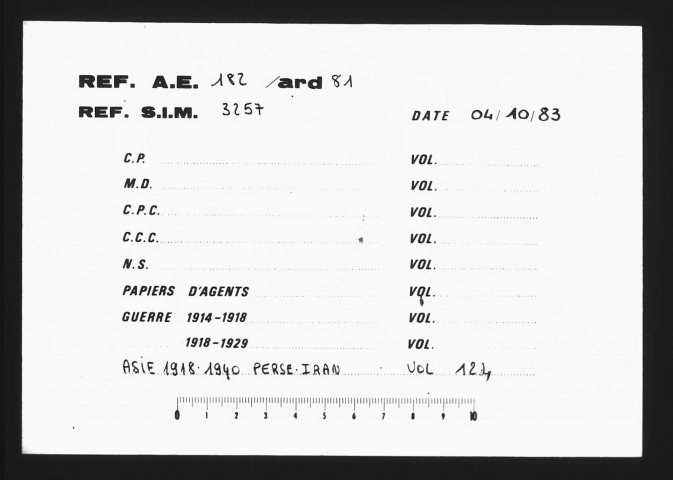 REF. A.E. 182 /ard 81
REF. S.I.M. 3257
DATE 04/10/83
C.P. VOL.
M.D. VOL.
C.P.C. VOL.
C.C.C. VOL.
N.S. VOL.
PAPIERS D'AGENTS VOL.
GUERRE 1914-1918 VOL.
1918-1929 VOL.
ASIE 1918.1940 PERSE.IRAN VOL
0 1 2 3 4 5 6 7 8 9 10